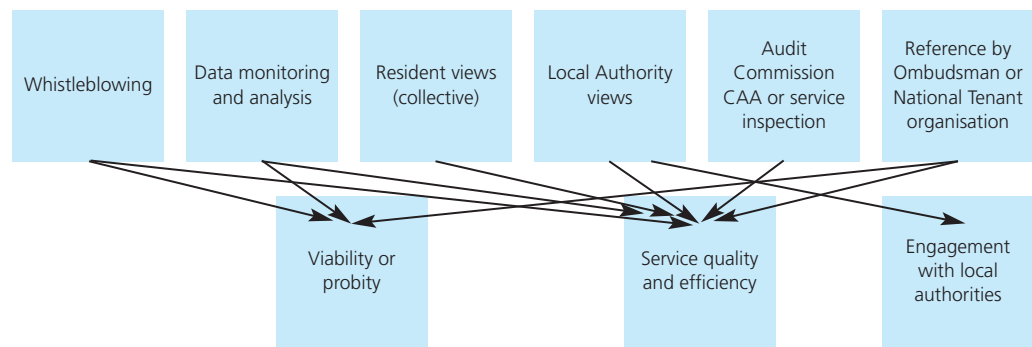 Whistleblowing
Data monitoring
and analysis
Resident views
(collective)
Local Authority
views
Audit
Commission
CAA or service
inspection
Reference by
Ombudsman or
National Tenant
organisation
Viability or
probity
Service quality
and efficiency
Engagement
with local
authorities